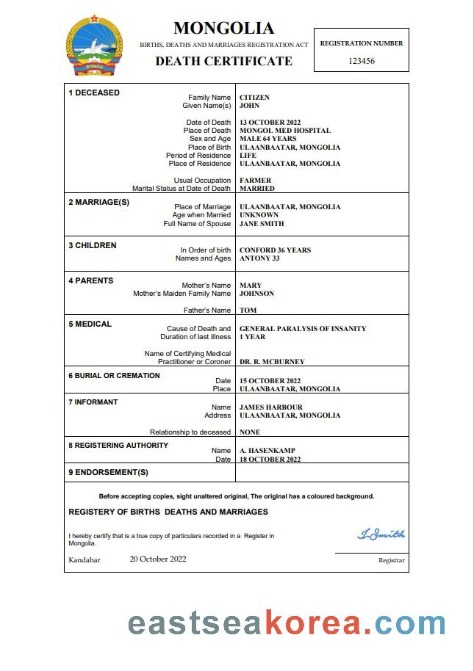 MONGOLIA
BIRTHS, DEATHS AND MARRIAGES REGISTRATION ACT
DEATH CERTIFICATE
REGISTRATION NUMBER
123456
1 DECEASED
Family Name CITIZEN
Given Name(s) JOHN
Date of Death 13 OCTOBER 2022
Place of Death MONGOL MED HOSPITAL
Sex and Age MALE 64 YEARS
Place of Birth ULAANBAATAR, MONGOLIA
Period of Residence LIFE
Place of Residence ULAANBAATAR, MONGOLIA
Usual Occupation FARMER
Marital Status at Date of Death MARRIED
2 MARRIAGE(S)
Place of Marriage ULAANBAATAR, MONGOLIA
Age when Married UNKNOWN
Full Name of Spouse JANE SMITH
3 CHILDREN
In Order of birth CONFORD 36 YEARS
Names and Ages ANTONY 33
4 PARENTS
Mother's Name MARY
Mother's Maiden Family Name JOHNSON
Father's Name TOM
5 MEDICAL
Cause of Death and GENERAL PARALYSIS OF INSANITY
Duration of last illness 1 YEAR
Name of Certifying Medical
Practitioner or Coroner DR. R. MCBURNEY
6 BURIAL OR CREMATION
Date 15 OCTOBER 2022
Place ULAANBAATAR, MONGOLIA
7 INFORMANT
Name JAMES HARBOUR
Address ULAANBAATAR, MONGOLIA
Relationship to deceased NONE
8 REGISTERING AUTHORITY
Name A. HASENKAMP
Date 18 OCTOBER 2022
9 ENDORSEMENT(S)
Before accepting copies, sight unaltered original, The original has a coloured background.
REGISTERY OF BIRTHS DEATHS AND MARRIAGES
I hereby certify that is a true copy of particulars recorded in a Register in
Mongolia.
J. Smith
Kandahar 20 October 2022 Registrar
eastseakorea.com